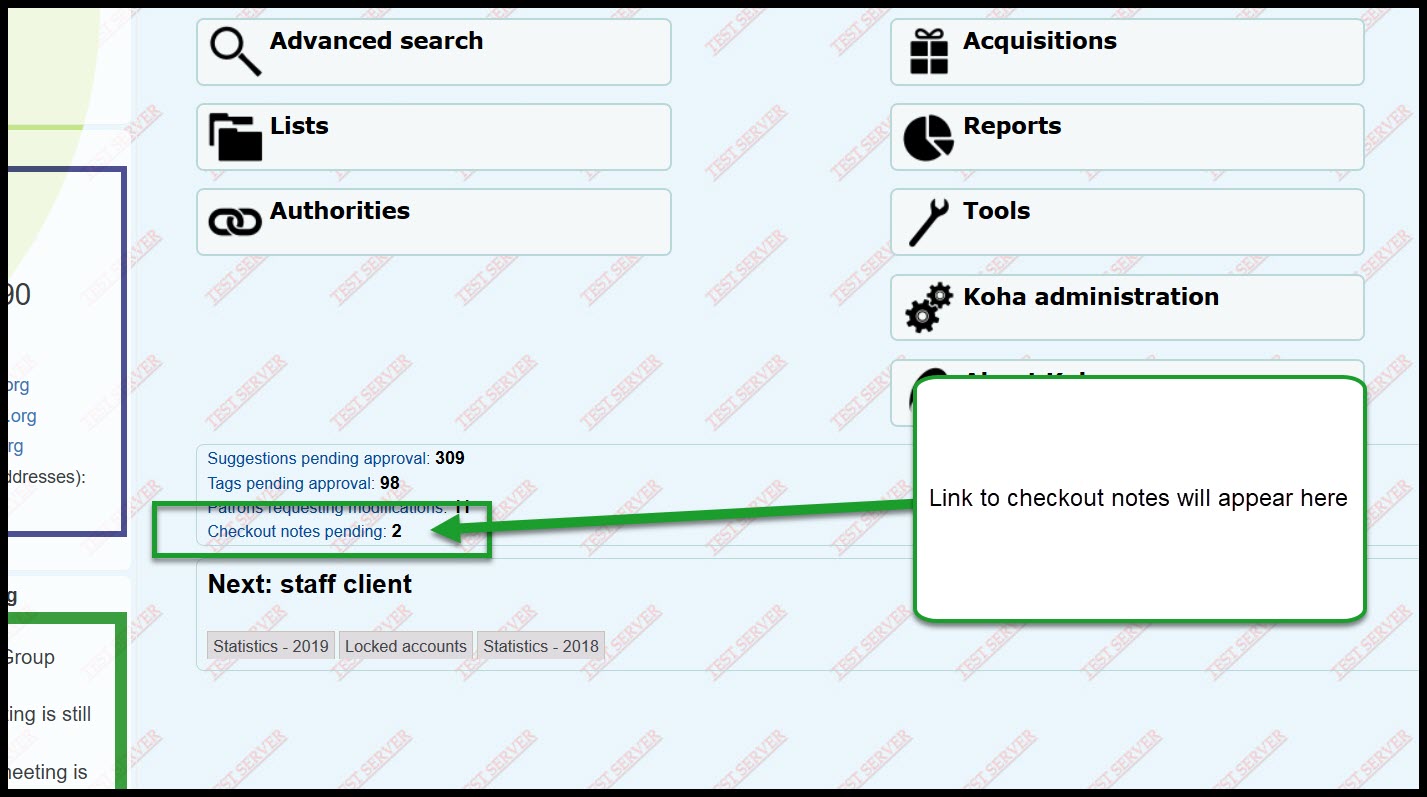 Advanced search
Acquisitions
Lists
Reports
Authorities
Tools
Koha administration
90
org
.org
rg
ddresses):
Suggestions pending approval: 309
Tags pending approval: 98
Patrons requesting modifications: 11
Checkout notes pending: 2
Link to checkout notes will appear here
Next: staff client
Statistics - 2019
Locked accounts
Statistics - 2018
g
Group
ing is still
neeting is
TEST SERVER